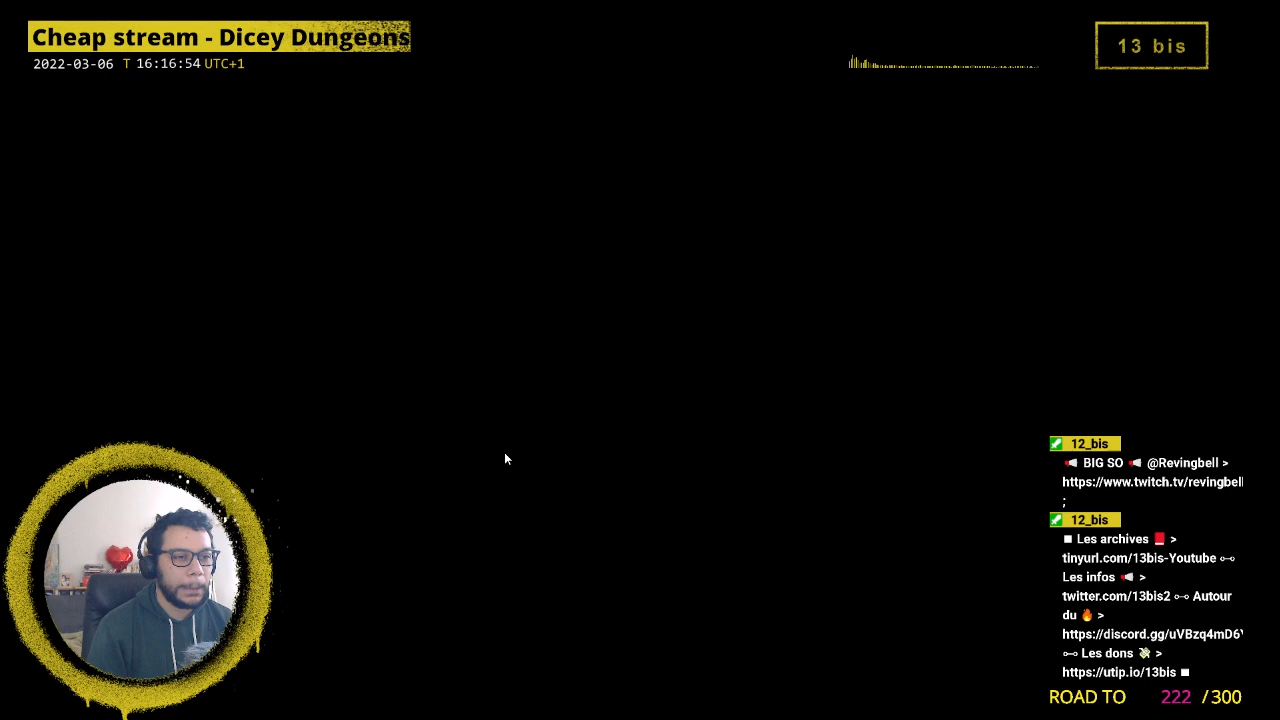 Cheap stream - Dicey Dungeons
2022-03-06 T 16:16:54 UTC+1
13 bis
12_bis
BIG SO @Revingbell >
https://www.twitch.tv/revingbell
;
12_bis
Les archives >
tinyurl.com/13bis-Youtube
Les infos >
twitter.com/13bis2 Autour
du >
https://discord.gg/uVBzq4mD6
Les dons >
https://utip.io/13bis
ROAD TO 222 / 300